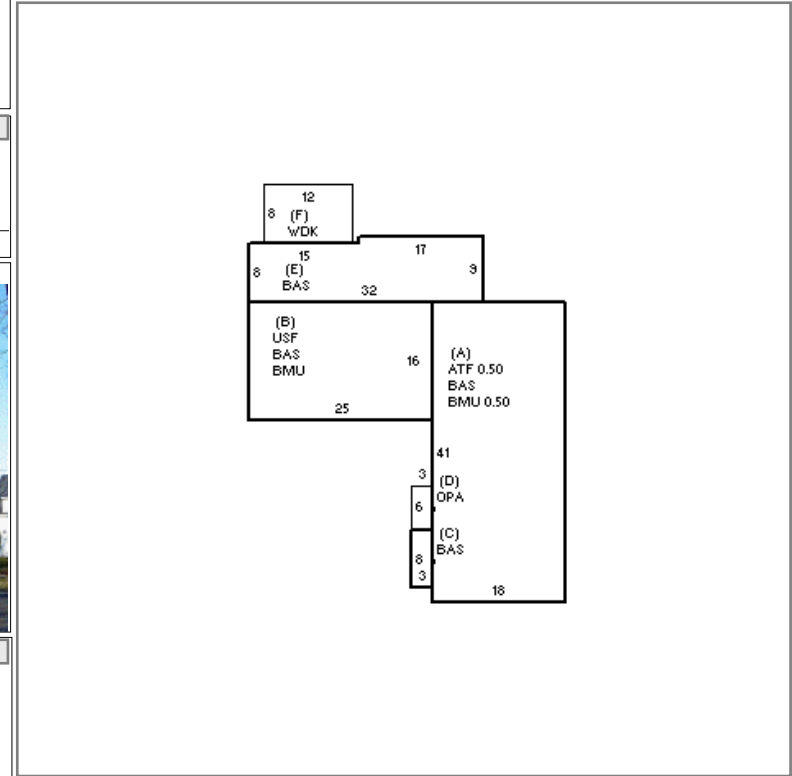 12
8
(F)
WDK
17
15
8
(E)
BAS
9
32
(B)
USF
BAS
BMU
16
25
(A)
ATF 0.50
BAS
BMU 0.50
41
3
(D)
OPA
6
(C)
BAS
8
3
18